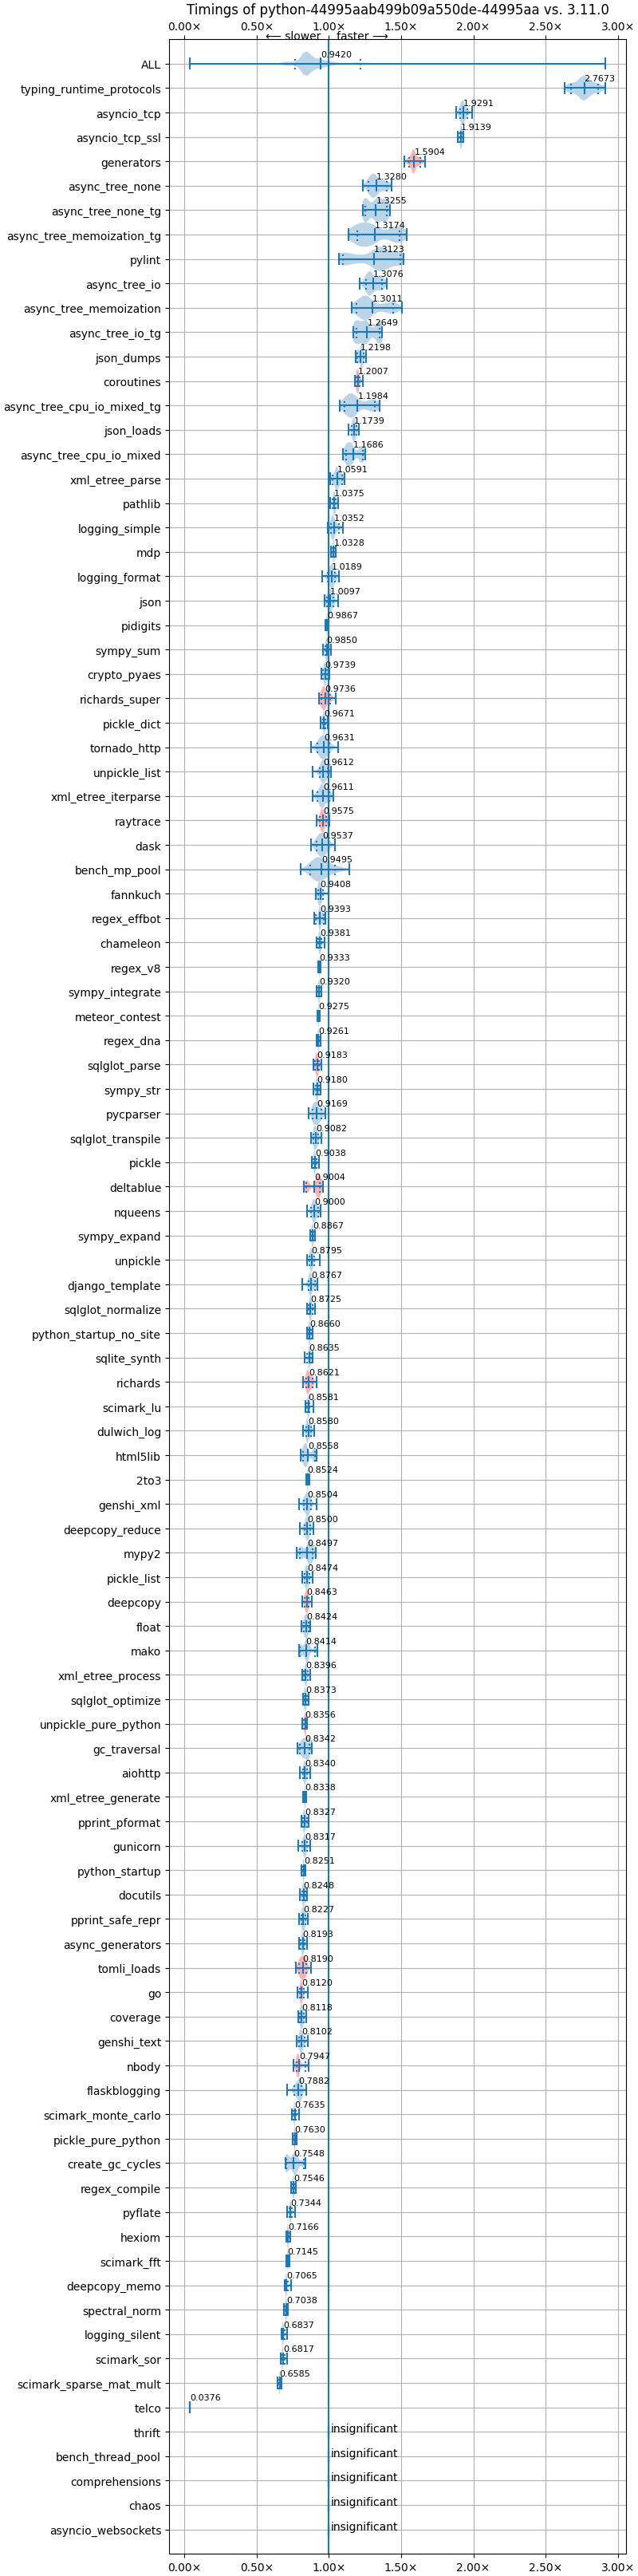 Timings of python-44995aab499b09a550de-44995aa vs. 3.11.0
0.00× 0.50× 1.00× 1.50× 2.00× 2.50× 3.00×
← slower faster →
ALL 0.9420
typing_runtime_protocols 2.7673
asyncio_tcp 1.9291
asyncio_tcp_ssl 1.9139
generators 1.5904
async_tree_none 1.3280
async_tree_none_tg 1.3255
async_tree_memoization_tg 1.3174
pylint 1.3123
async_tree_io 1.3076
async_tree_memoization 1.3011
async_tree_io_tg 1.2649
json_dumps 1.2198
coroutines 1.2007
async_tree_cpu_io_mixed_tg 1.1984
json_loads 1.1739
async_tree_cpu_io_mixed 1.1686
xml_etree_parse 1.0591
pathlib 1.0375
logging_simple 1.0352
mdp 1.0328
logging_format 1.0189
json 1.0097
pidigits 0.9867
sympy_sum 0.9850
crypto_pyaes 0.9739
richards_super 0.9736
pickle_dict 0.9671
tornado_http 0.9631
unpickle_list 0.9612
xml_etree_iterparse 0.9611
raytrace 0.9575
dask 0.9537
bench_mp_pool 0.9495
fannkuch 0.9408
regex_effbot 0.9393
chameleon 0.9381
regex_v8 0.9333
sympy_integrate 0.9320
meteor_contest 0.9275
regex_dna 0.9261
sqlglot_parse 0.9183
sympy_str 0.9180
pycparser 0.9169
sqlglot_transpile 0.9082
pickle 0.9038
deltablue 0.9004
nqueens 0.9000
sympy_expand 0.8867
unpickle 0.8795
django_template 0.8767
sqlglot_normalize 0.8725
python_startup_no_site 0.8660
sqlite_synth 0.8635
richards 0.8621
scimark_lu 0.8581
dulwich_log 0.8580
html5lib 0.8558
2to3 0.8524
genshi_xml 0.8504
deepcopy_reduce 0.8500
mypy2 0.8497
pickle_list 0.8474
deepcopy 0.8463
float 0.8424
mako 0.8414
xml_etree_process 0.8396
sqlglot_optimize 0.8373
unpickle_pure_python 0.8356
gc_traversal 0.8342
aiohttp 0.8340
xml_etree_generate 0.8338
pprint_pformat 0.8327
gunicorn 0.8317
python_startup 0.8251
docutils 0.8248
pprint_safe_repr 0.8227
async_generators 0.8193
tomli_loads 0.8190
go 0.8120
coverage 0.8118
genshi_text 0.8102
nbody 0.7947
flaskblogging 0.7882
scimark_monte_carlo 0.7635
pickle_pure_python 0.7630
create_gc_cycles 0.7548
regex_compile 0.7546
pyflate 0.7344
hexiom 0.7166
scimark_fft 0.7145
deepcopy_memo 0.7065
spectral_norm 0.7038
logging_silent 0.6837
scimark_sor 0.6817
scimark_sparse_mat_mult 0.6585
telco 0.0376
thrift insignificant
bench_thread_pool insignificant
comprehensions insignificant
chaos insignificant
asyncio_websockets insignificant
0.00× 0.50× 1.00× 1.50× 2.00× 2.50× 3.00×